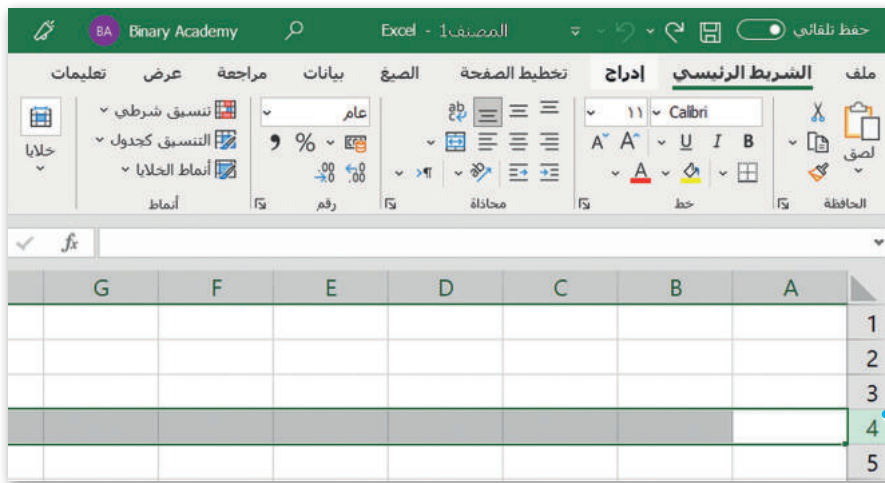 حفظ تلقائي المصنف1 - Excel Binary Academy BA
ملف الشريط الرئيسي إدراج تخطيط الصفحة الصيغ بيانات مراجعة عرض تعليمات
لصق Calibri ١١ عام تنسيق شرطي خلايا
B I U A A % التنسيق كجدول
A أنماط الخلايا
الحافظة خط محاذاة رقم أنماط
fx
A B C D E F G
1
2
3
4
5